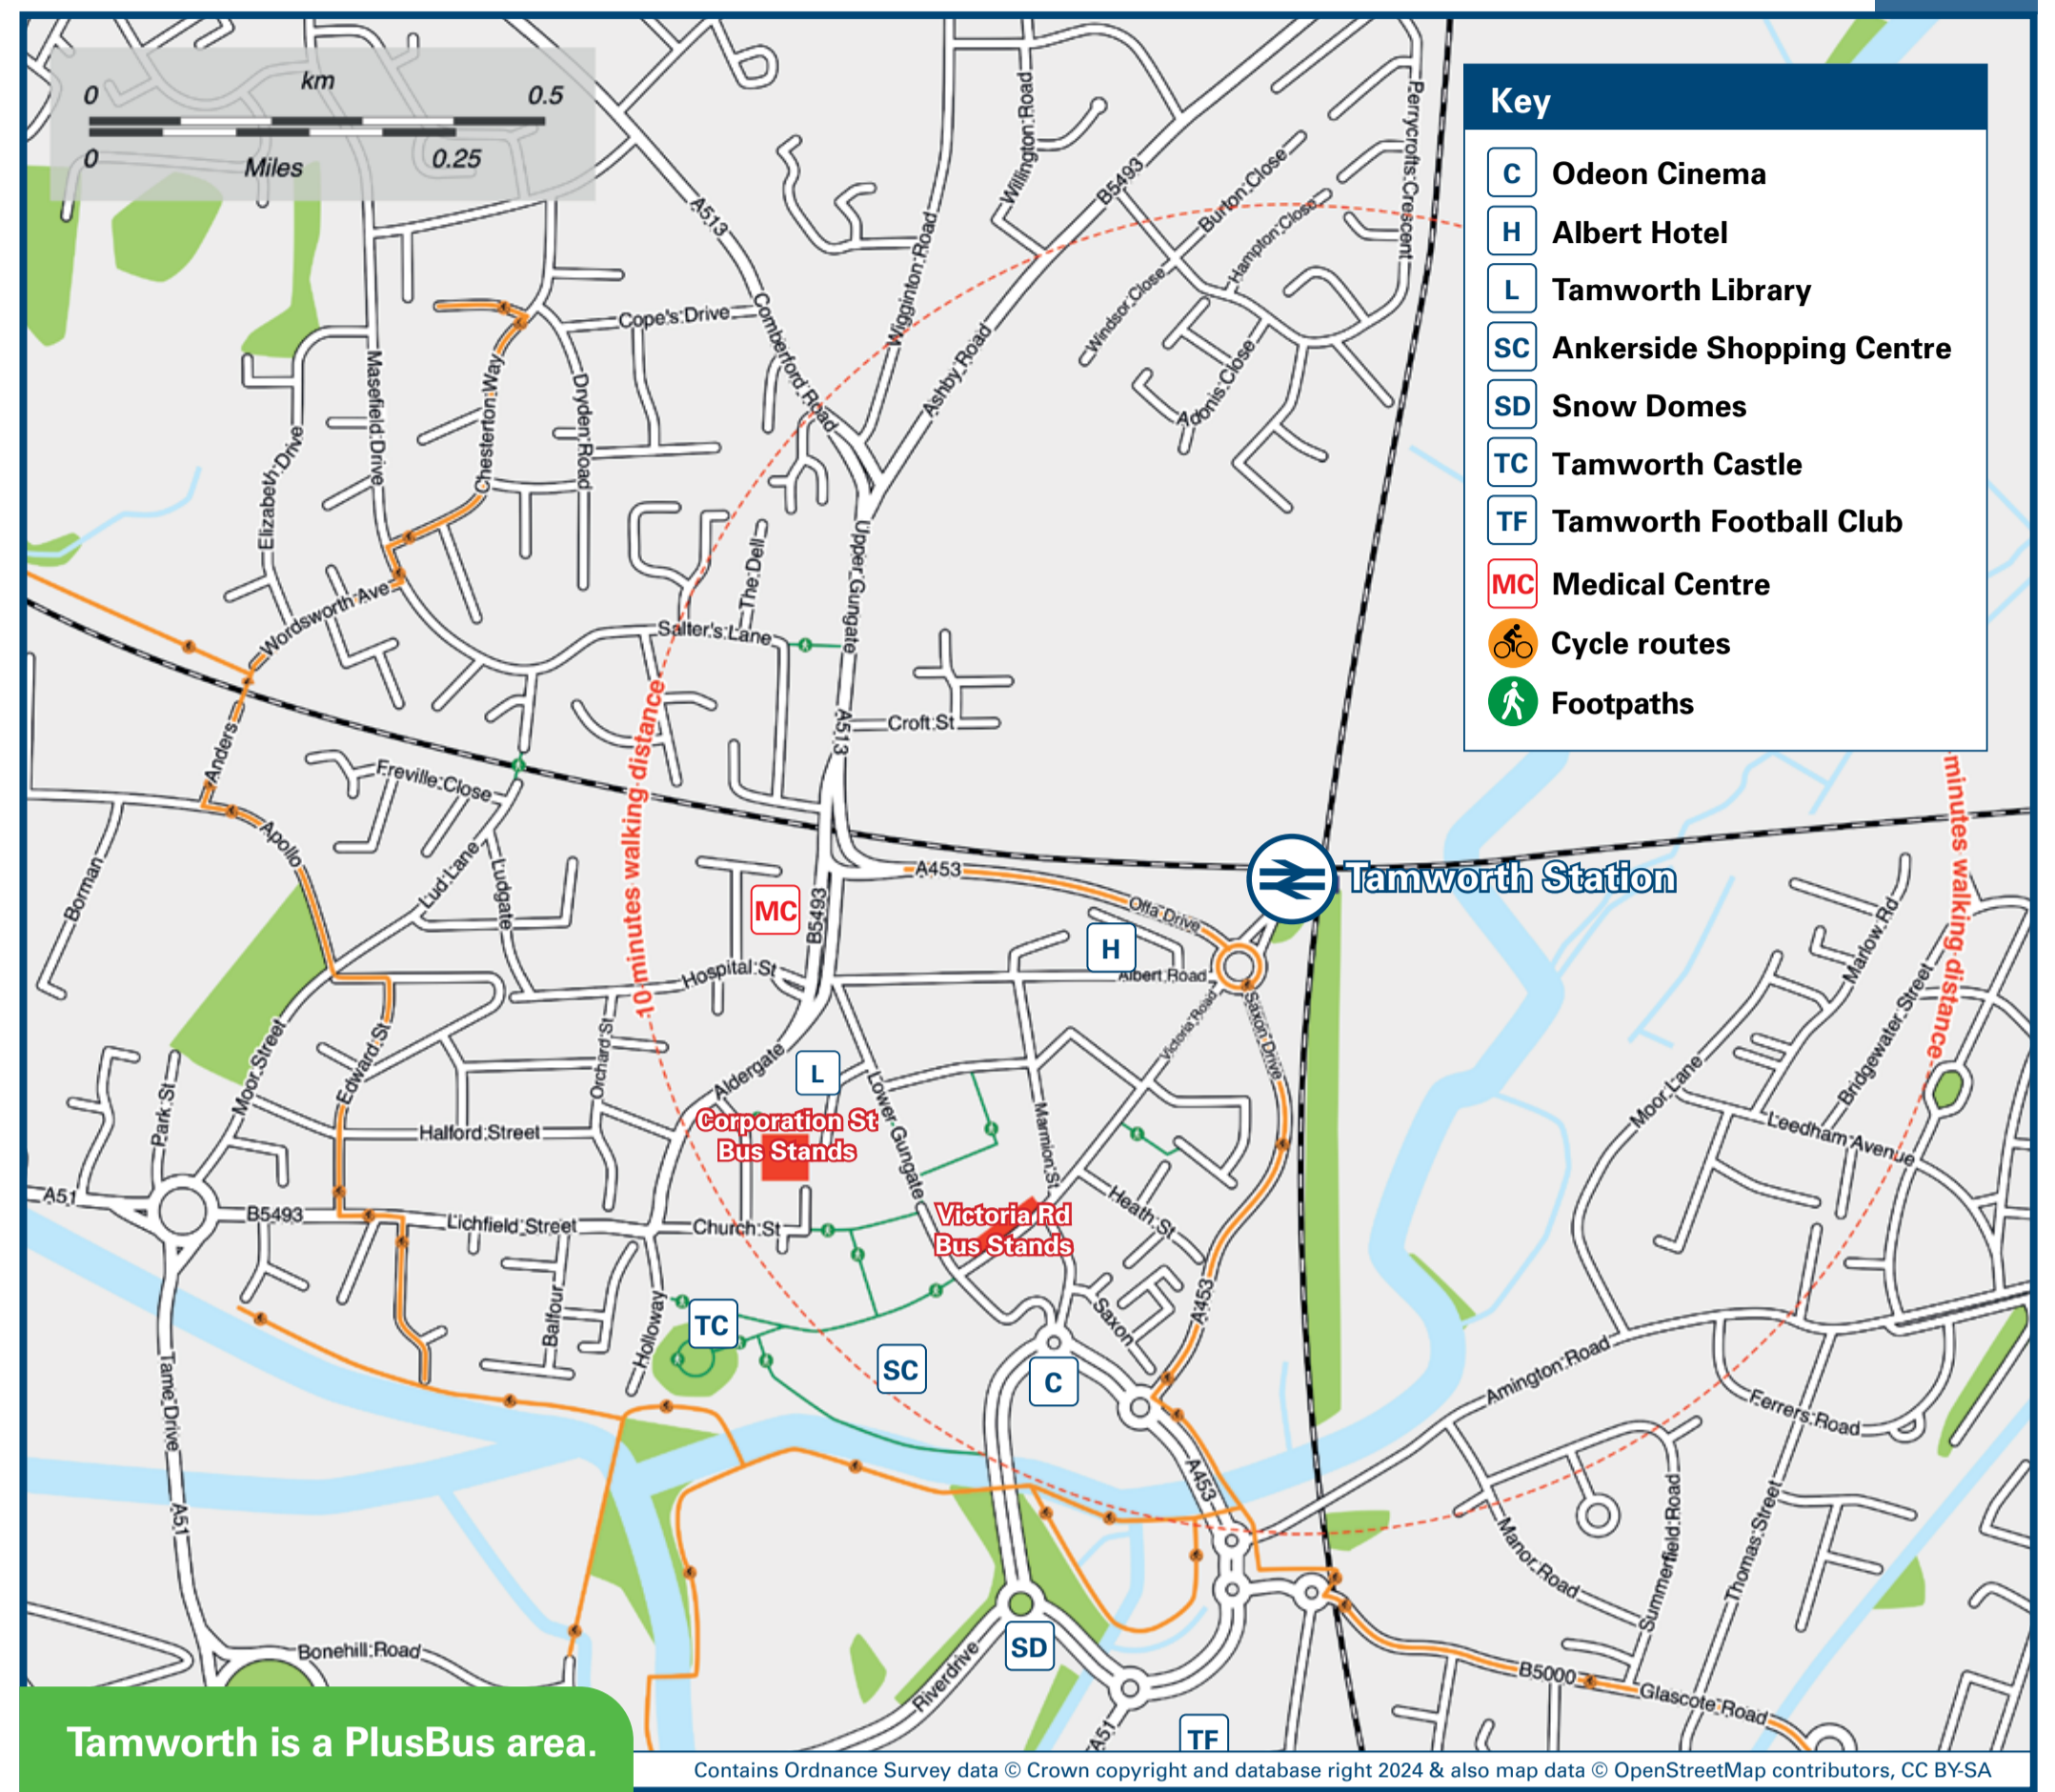 km
0
0.5
0
Miles
0.25
Key
C Odeon Cinema
H Albert Hotel
L Tamworth Library
SC Ankerside Shopping Centre
SD Snow Domes
TC Tamworth Castle
TF Tamworth Football Club
MC Medical Centre
Cycle routes
Footpaths
Willington Road
Perrycrofts Crescent
B5493
Burton Close
Hampton Close
Windsor Close
Adonis Close
A513
Comberford Road
Wigginton Road
Ashby Road
Cope's Drive
Masefield Drive
Chesterton Way
Dryden Road
Elizabeth Drive
Wordsworth Ave
The Dell
Upper Gungate
Salter's Lane
A513
Croft St
Anders
Freville Close
Apollo
Borman
Lud Lane
Ludgate
10 minutes walking distance
MC
B5493
A453
Offa Drive
H
Albert Road
Tamworth Station
Hospital St
Victoria Road
Saxon Drive
Moor Street
Edward St
Orchard St
Park St
Aldergate
L
Lower Gungate
Marmion St
Corporation St
Bus Stands
Halford Street
A51
B5493
Lichfield Street
Church St
Victoria Rd
Bus Stands
Heath St
Balfour
Holloway
TC
SC
C
Saxon
A453
A453
Tame Drive
A51
Bonehill Road
Riverdrive
SD
A51
TF
minutes walking distance
Marlow Rd
Bridgewater Street
Moor Lane
Leedham Avenue
Amington Road
Ferrers Road
Manor Road
Summerfield Road
Thomas Street
B5000
Glascote Road
Tamworth is a PlusBus area.
Contains Ordnance Survey data © Crown copyright and database right 2024 & also map data © OpenStreetMap contributors, CC BY-SA